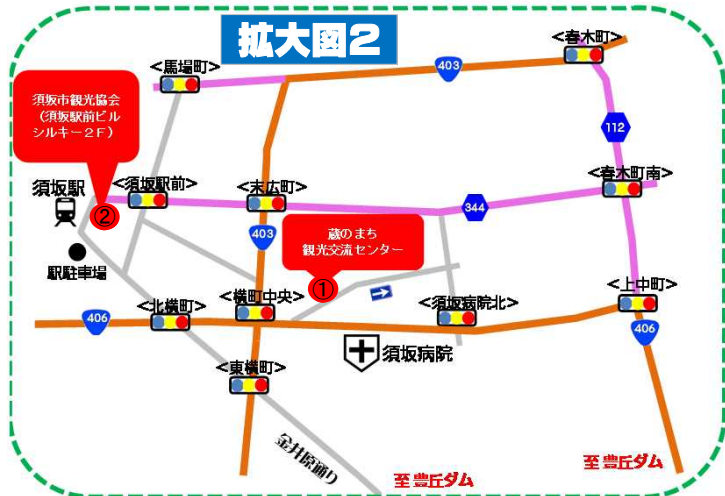 拡大図2
<春木町>
<馬場町>
403
須坂市観光協会
(須坂駅前ビル
シルキー2F)
112
須坂駅
<須坂駅前>
<末広町>
<春木町南>
②
344
403
蔵のまち
観光交流センター
駅駐車場
①
<北横町>
<横町中央>
<須坂病院北>
<上中町>
406
406
須坂病院
<東横町>
金井原通り
至豊丘ダム
至豊丘ダム